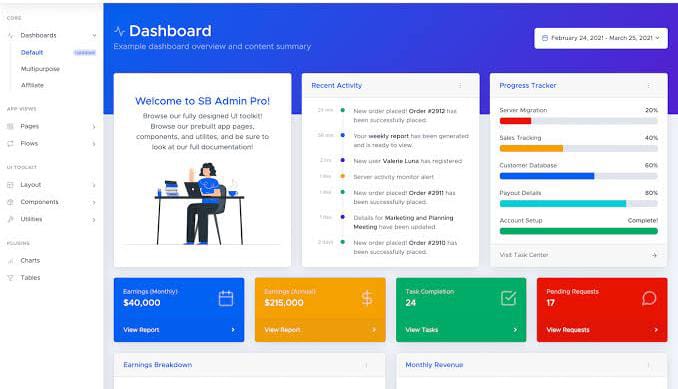 CORE
Dashboards
Default
Updated
Multipurpose
Affiliate
APP VIEWS
Pages
Flows
UI TOOLKIT
Layout
Components
Utilities
PLUGINS
Charts
Tables
Dashboard
Example dashboard overview and content summary
February 24, 2021 - March 25, 2021
Welcome to SB Admin Pro!
Browse our fully designed UI toolkit!
Browse our prebuilt app pages,
components, and utilites, and be sure to
look at our full documentation!
Recent Activity
New order placed! Order #2912 has
been successfully placed.
Your weekly report has been generated
and is ready to view.
2 hrs
New user Valerie Luna has registered
1 day
Server activity monitor alert
1 day
New order placed! Order #2911 has
been successfully placed.
1 day
Details for Marketing and Planning
Meeting have been updated.
2 days
New order placed! Order #2910 has
been successfully placed.
Progress Tracker
Server Migration 20%
Sales Tracking 40%
Customer Database 60%
Payout Details 80%
Account Setup Complete!
Visit Task Center
Earnings (Monthly)
$40,000
View Report
Earnings (Annual)
$215,000
View Report
Task Completion
24
View Tasks
Pending Requests
17
View Requests
Earnings Breakdown
Monthly Revenue